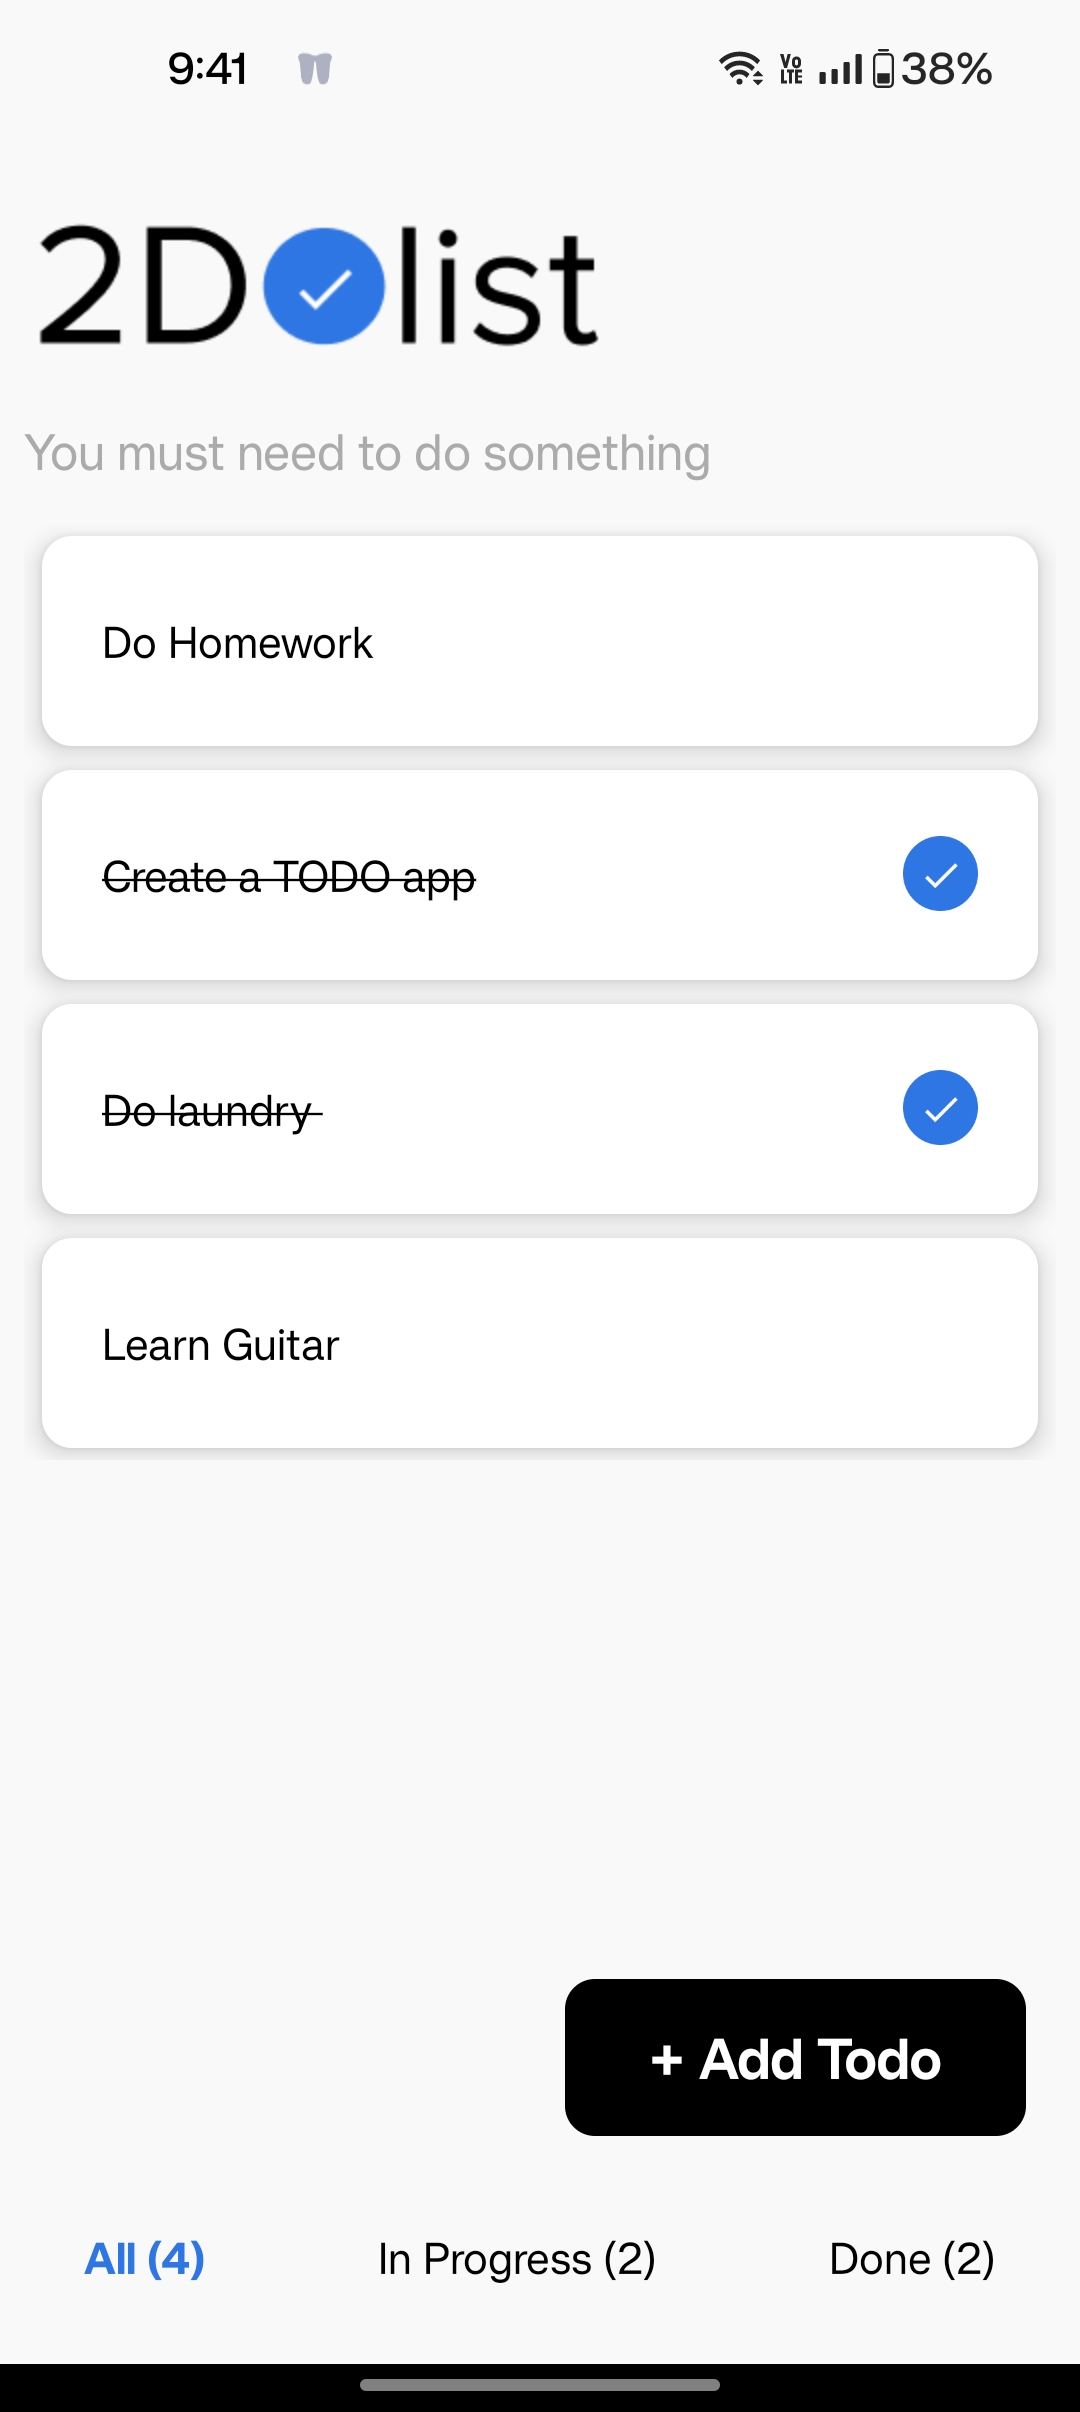 9:41 Vo LTE 38%
2Dolist
You must need to do something
Do Homework
Create a TODO app
Do laundry
Learn Guitar
+ Add Todo
All (4) In Progress (2) Done (2)